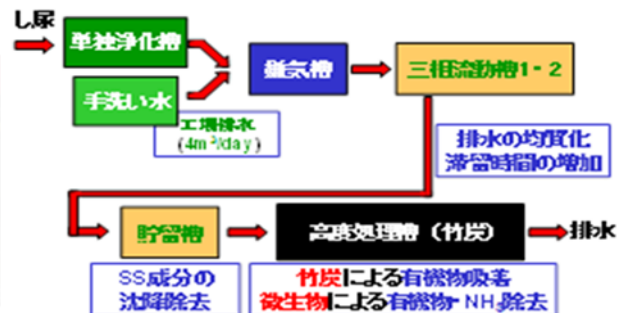 し尿
単独浄化槽
手洗い水
工場排水
(4m³/day)
嫌気槽
三相流動槽1・2
排水の均質化
滞留時間の増加
貯留槽
高度処理槽（竹炭）
排水
SS成分の
沈降除去
竹炭による有機物吸着
微生物による有機物・NH₃除去